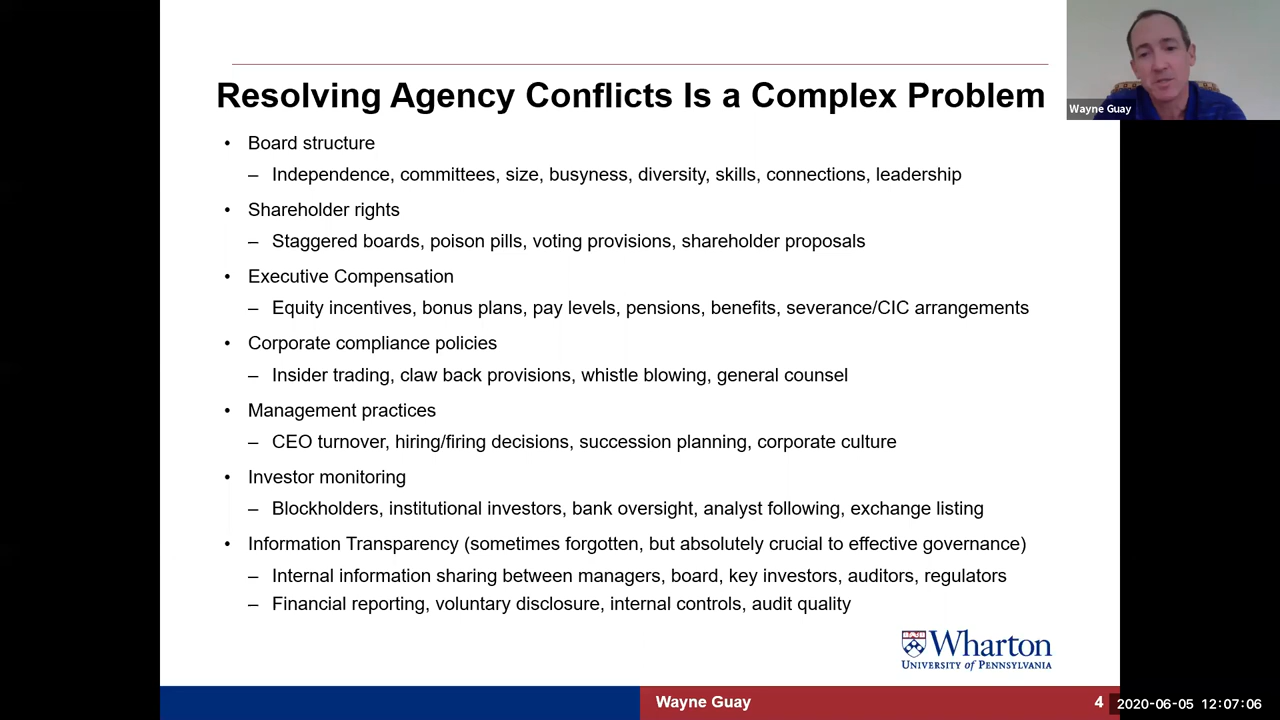 Resolving Agency Conflicts Is a Complex Problem
Wayne Guay
• Board structure
– Independence, committees, size, busyness, diversity, skills, connections, leadership
• Shareholder rights
– Staggered boards, poison pills, voting provisions, shareholder proposals
• Executive Compensation
– Equity incentives, bonus plans, pay levels, pensions, benefits, severance/CIC arrangements
• Corporate compliance policies
– Insider trading, claw back provisions, whistle blowing, general counsel
• Management practices
– CEO turnover, hiring/firing decisions, succession planning, corporate culture
• Investor monitoring
– Blockholders, institutional investors, bank oversight, analyst following, exchange listing
• Information Transparency (sometimes forgotten, but absolutely crucial to effective governance)
– Internal information sharing between managers, board, key investors, auditors, regulators
– Financial reporting, voluntary disclosure, internal controls, audit quality
Wharton
UNIVERSITY of PENNSYLVANIA
Wayne Guay
4
2020-06-05 12:07:06